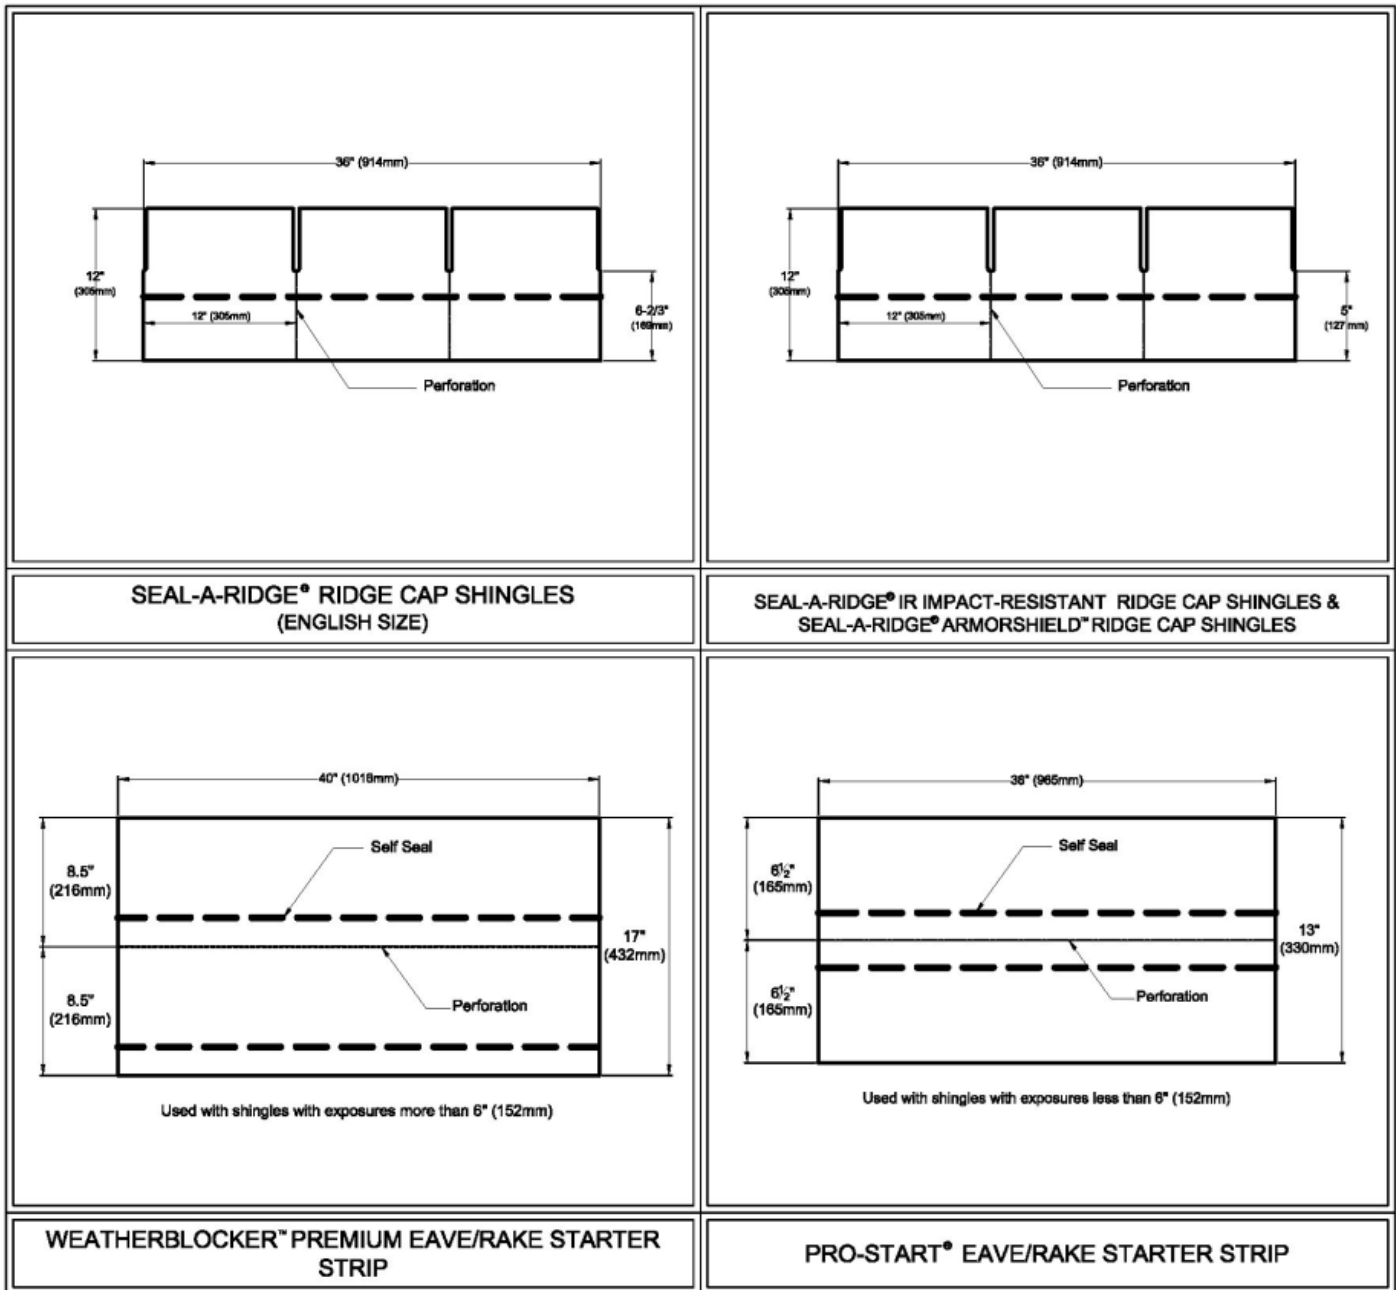 36" (914mm)
12"
(305mm)
12" (305mm)
6-2/3"
(169mm)
Perforation
SEAL-A-RIDGE® RIDGE CAP SHINGLES
(ENGLISH SIZE)
36" (914mm)
12"
(305mm)
12" (305mm)
5"
(127 mm)
Perforation
SEAL-A-RIDGE® IR IMPACT-RESISTANT RIDGE CAP SHINGLES &
SEAL-A-RIDGE® ARMORSHIELD™ RIDGE CAP SHINGLES
40" (1016mm)
Self Seal
8.5"
(216mm)
17"
(432mm)
8.5"
(216mm)
Perforation
Used with shingles with exposures more than 6" (152mm)
WEATHERBLOCKER™ PREMIUM EAVE/RAKE STARTER
STRIP
38" (965mm)
Self Seal
6½"
(165mm)
13"
(330mm)
6½"
(165mm)
Perforation
Used with shingles with exposures less than 6" (152mm)
PRO-START® EAVE/RAKE STARTER STRIP